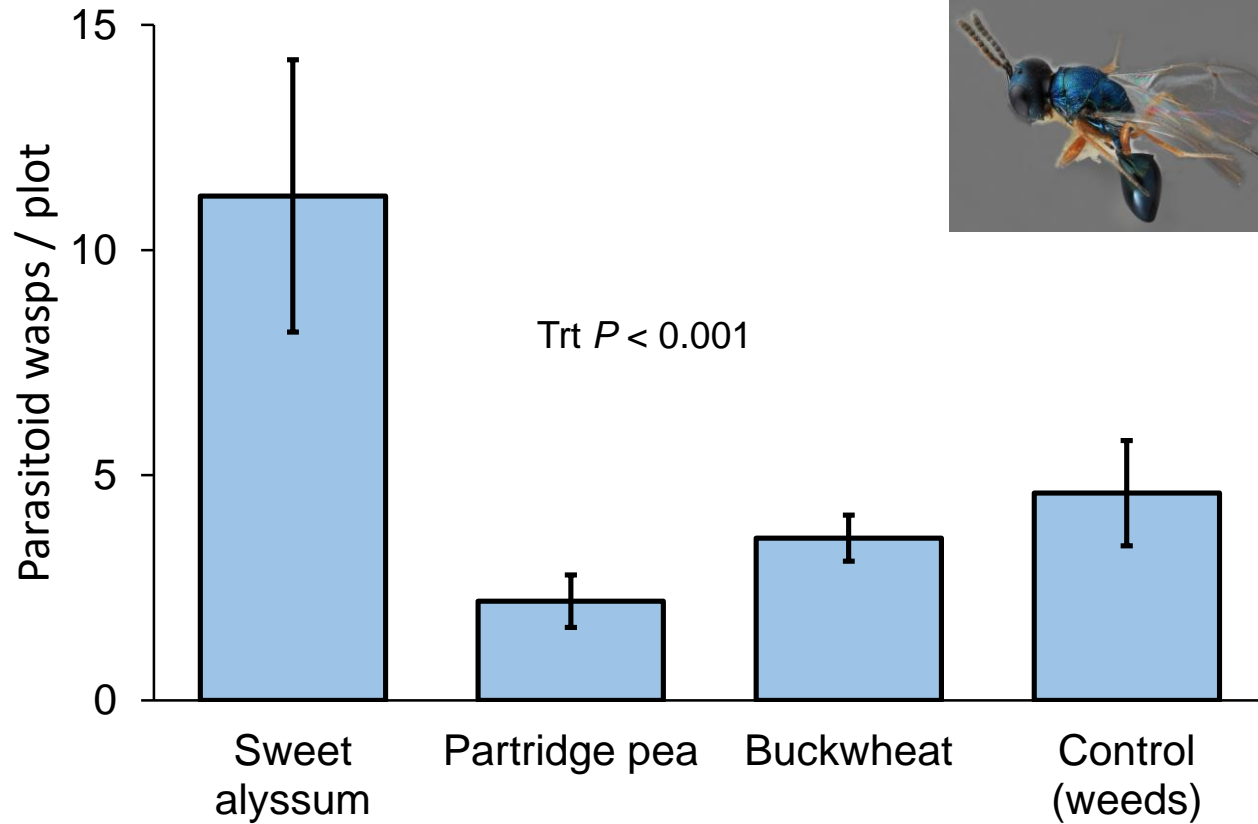 Parasitoid wasps / plot
15
10
5
0
Trt P < 0.001
Sweet
alyssum
Partridge pea
Buckwheat
Control
(weeds)